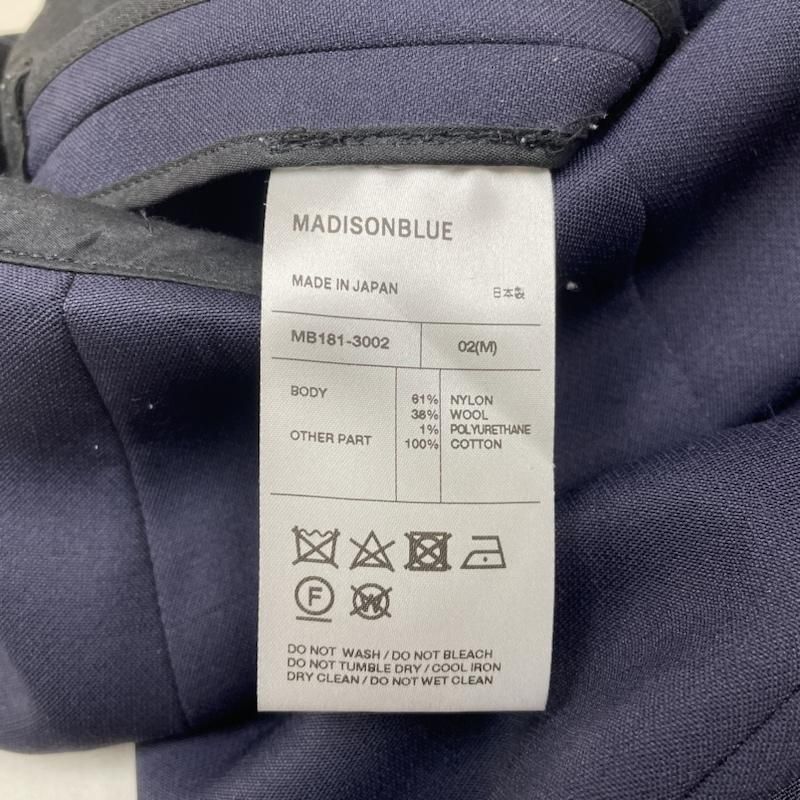 MADISONBLUE
MADE IN JAPAN 日本製
MB181-3002 02(M)
BODY 61% NYLON
38% WOOL
1% POLYURETHANE
OTHER PART 100% COTTON
F W
DO NOT WASH / DO NOT BLEACH
DO NOT TUMBLE DRY / COOL IRON
DRY CLEAN / DO NOT WET CLEAN